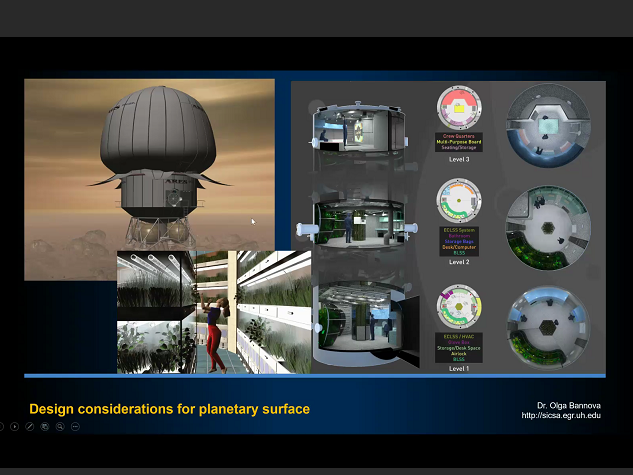 Crew Quarters
Multi-Purpose Board
Seating/Storage
Level 3
ECLSS System
Bathroom
Storage Bags
Desk/Computer
BLSS
Level 2
ECLSS / HVAC
Storage/Desk Space
Airlock
BLSS
Level 1
Design considerations for planetary surface
Dr. Olga Bannova
http://sicsa.egr.uh.edu